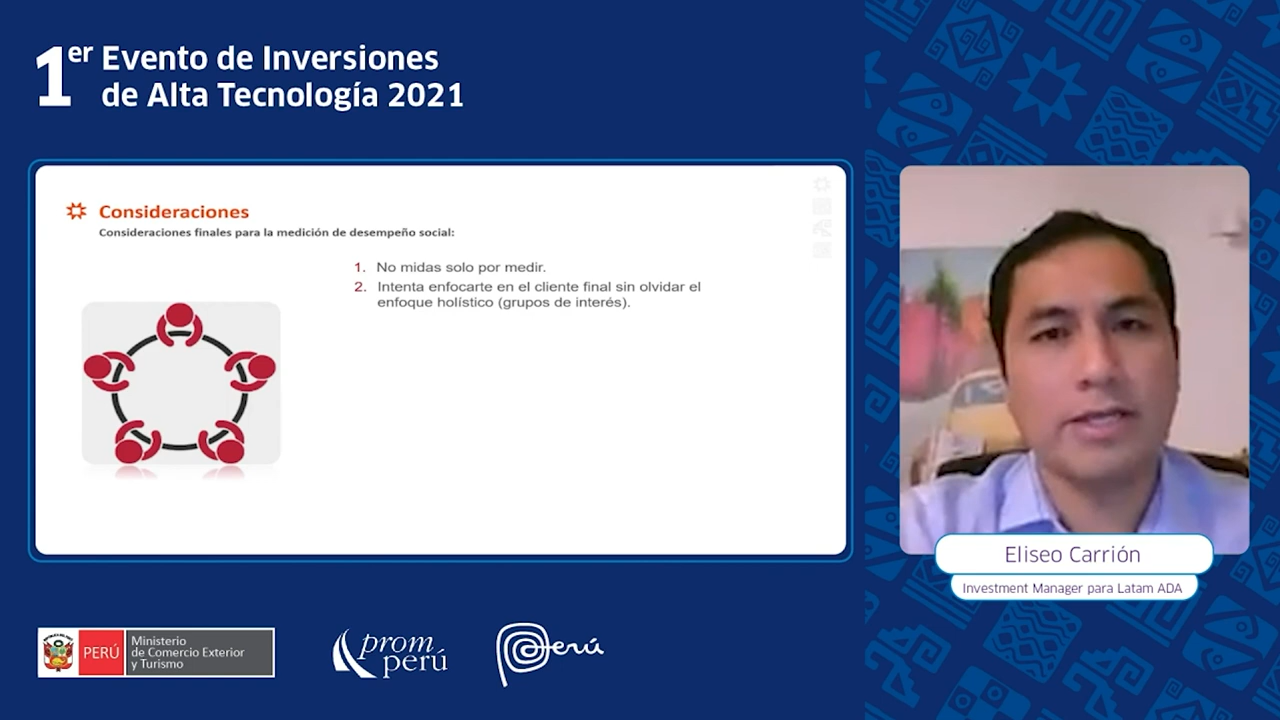 1er Evento de Inversiones
de Alta Tecnología 2021
Consideraciones
Consideraciones finales para la medición de desempeño social:
1. No midas solo por medir.
2. Intenta enfocarte en el cliente final sin olvidar el
enfoque holístico (grupos de interés).
Eliseo Carrión
Investment Manager para Latam ADA
PERÚ
Ministerio
de Comercio Exterior
y Turismo
prom
perú
Perú